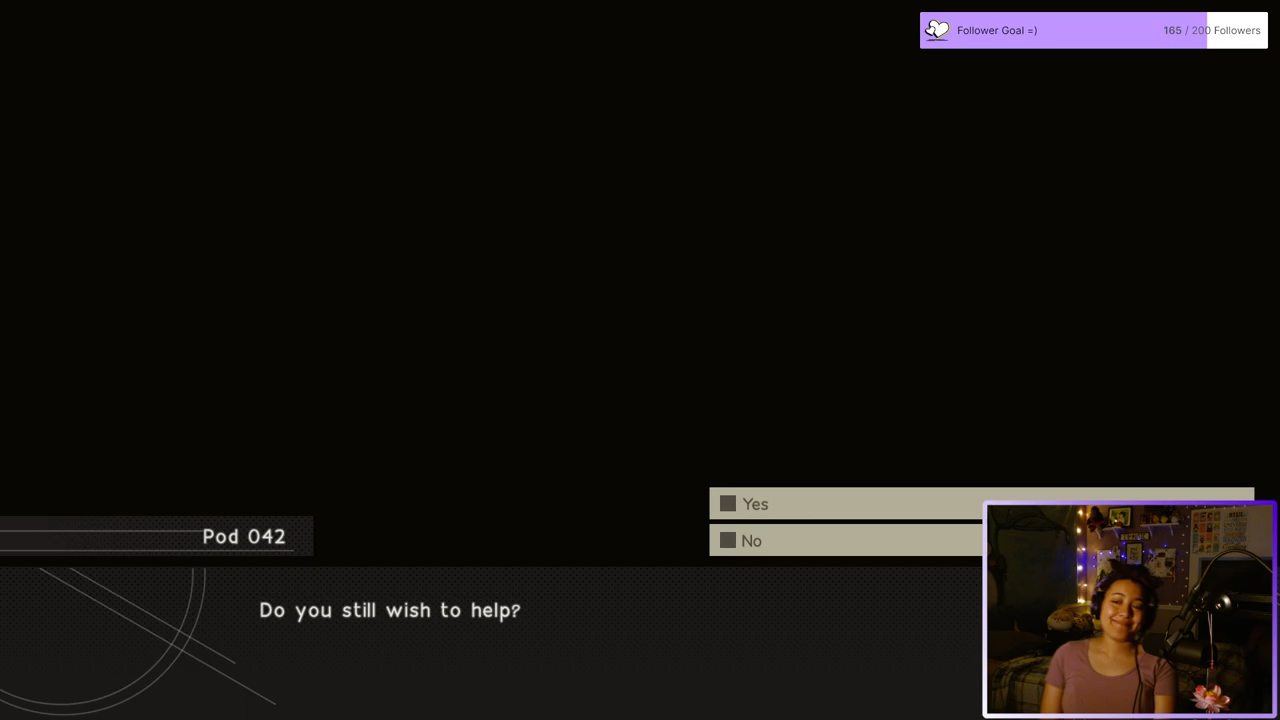 Follower Goal =) 165 / 200 Followers
Yes
No
Pod 042
Do you still wish to help?